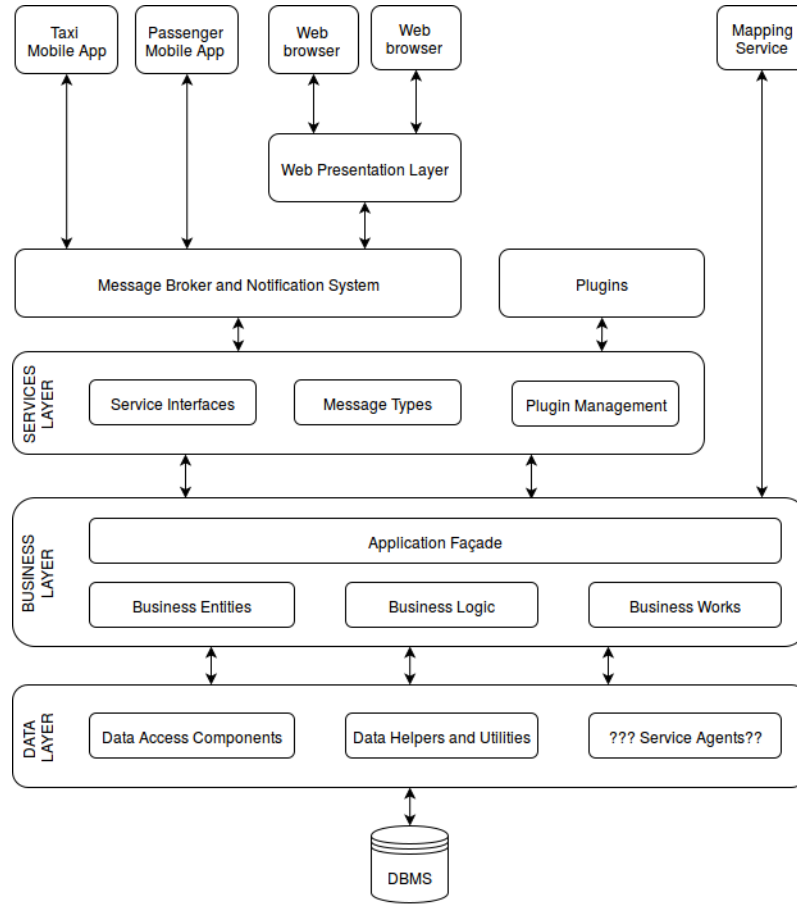 Taxi
Mobile App
Passenger
Mobile App
Web
browser
Web
browser
Mapping
Service
Web Presentation Layer
Message Broker and Notification System
Plugins
SERVICES
LAYER
Service Interfaces
Message Types
Plugin Management
BUSINESS
LAYER
Application Façade
Business Entities
Business Logic
Business Works
DATA
LAYER
Data Access Components
Data Helpers and Utilities
??? Service Agents??
DBMS